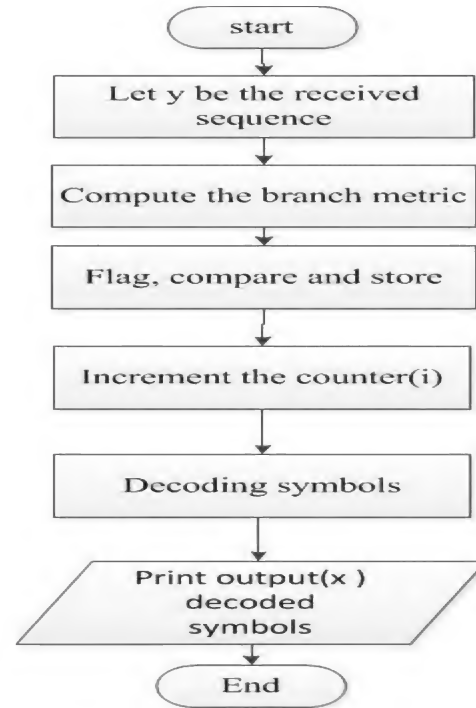 start
Let y be the received
sequence
Compute the branch metric
Flag, compare and store
Increment the counter(i)
Decoding symbols
Print output(x )
decoded
symbols
End